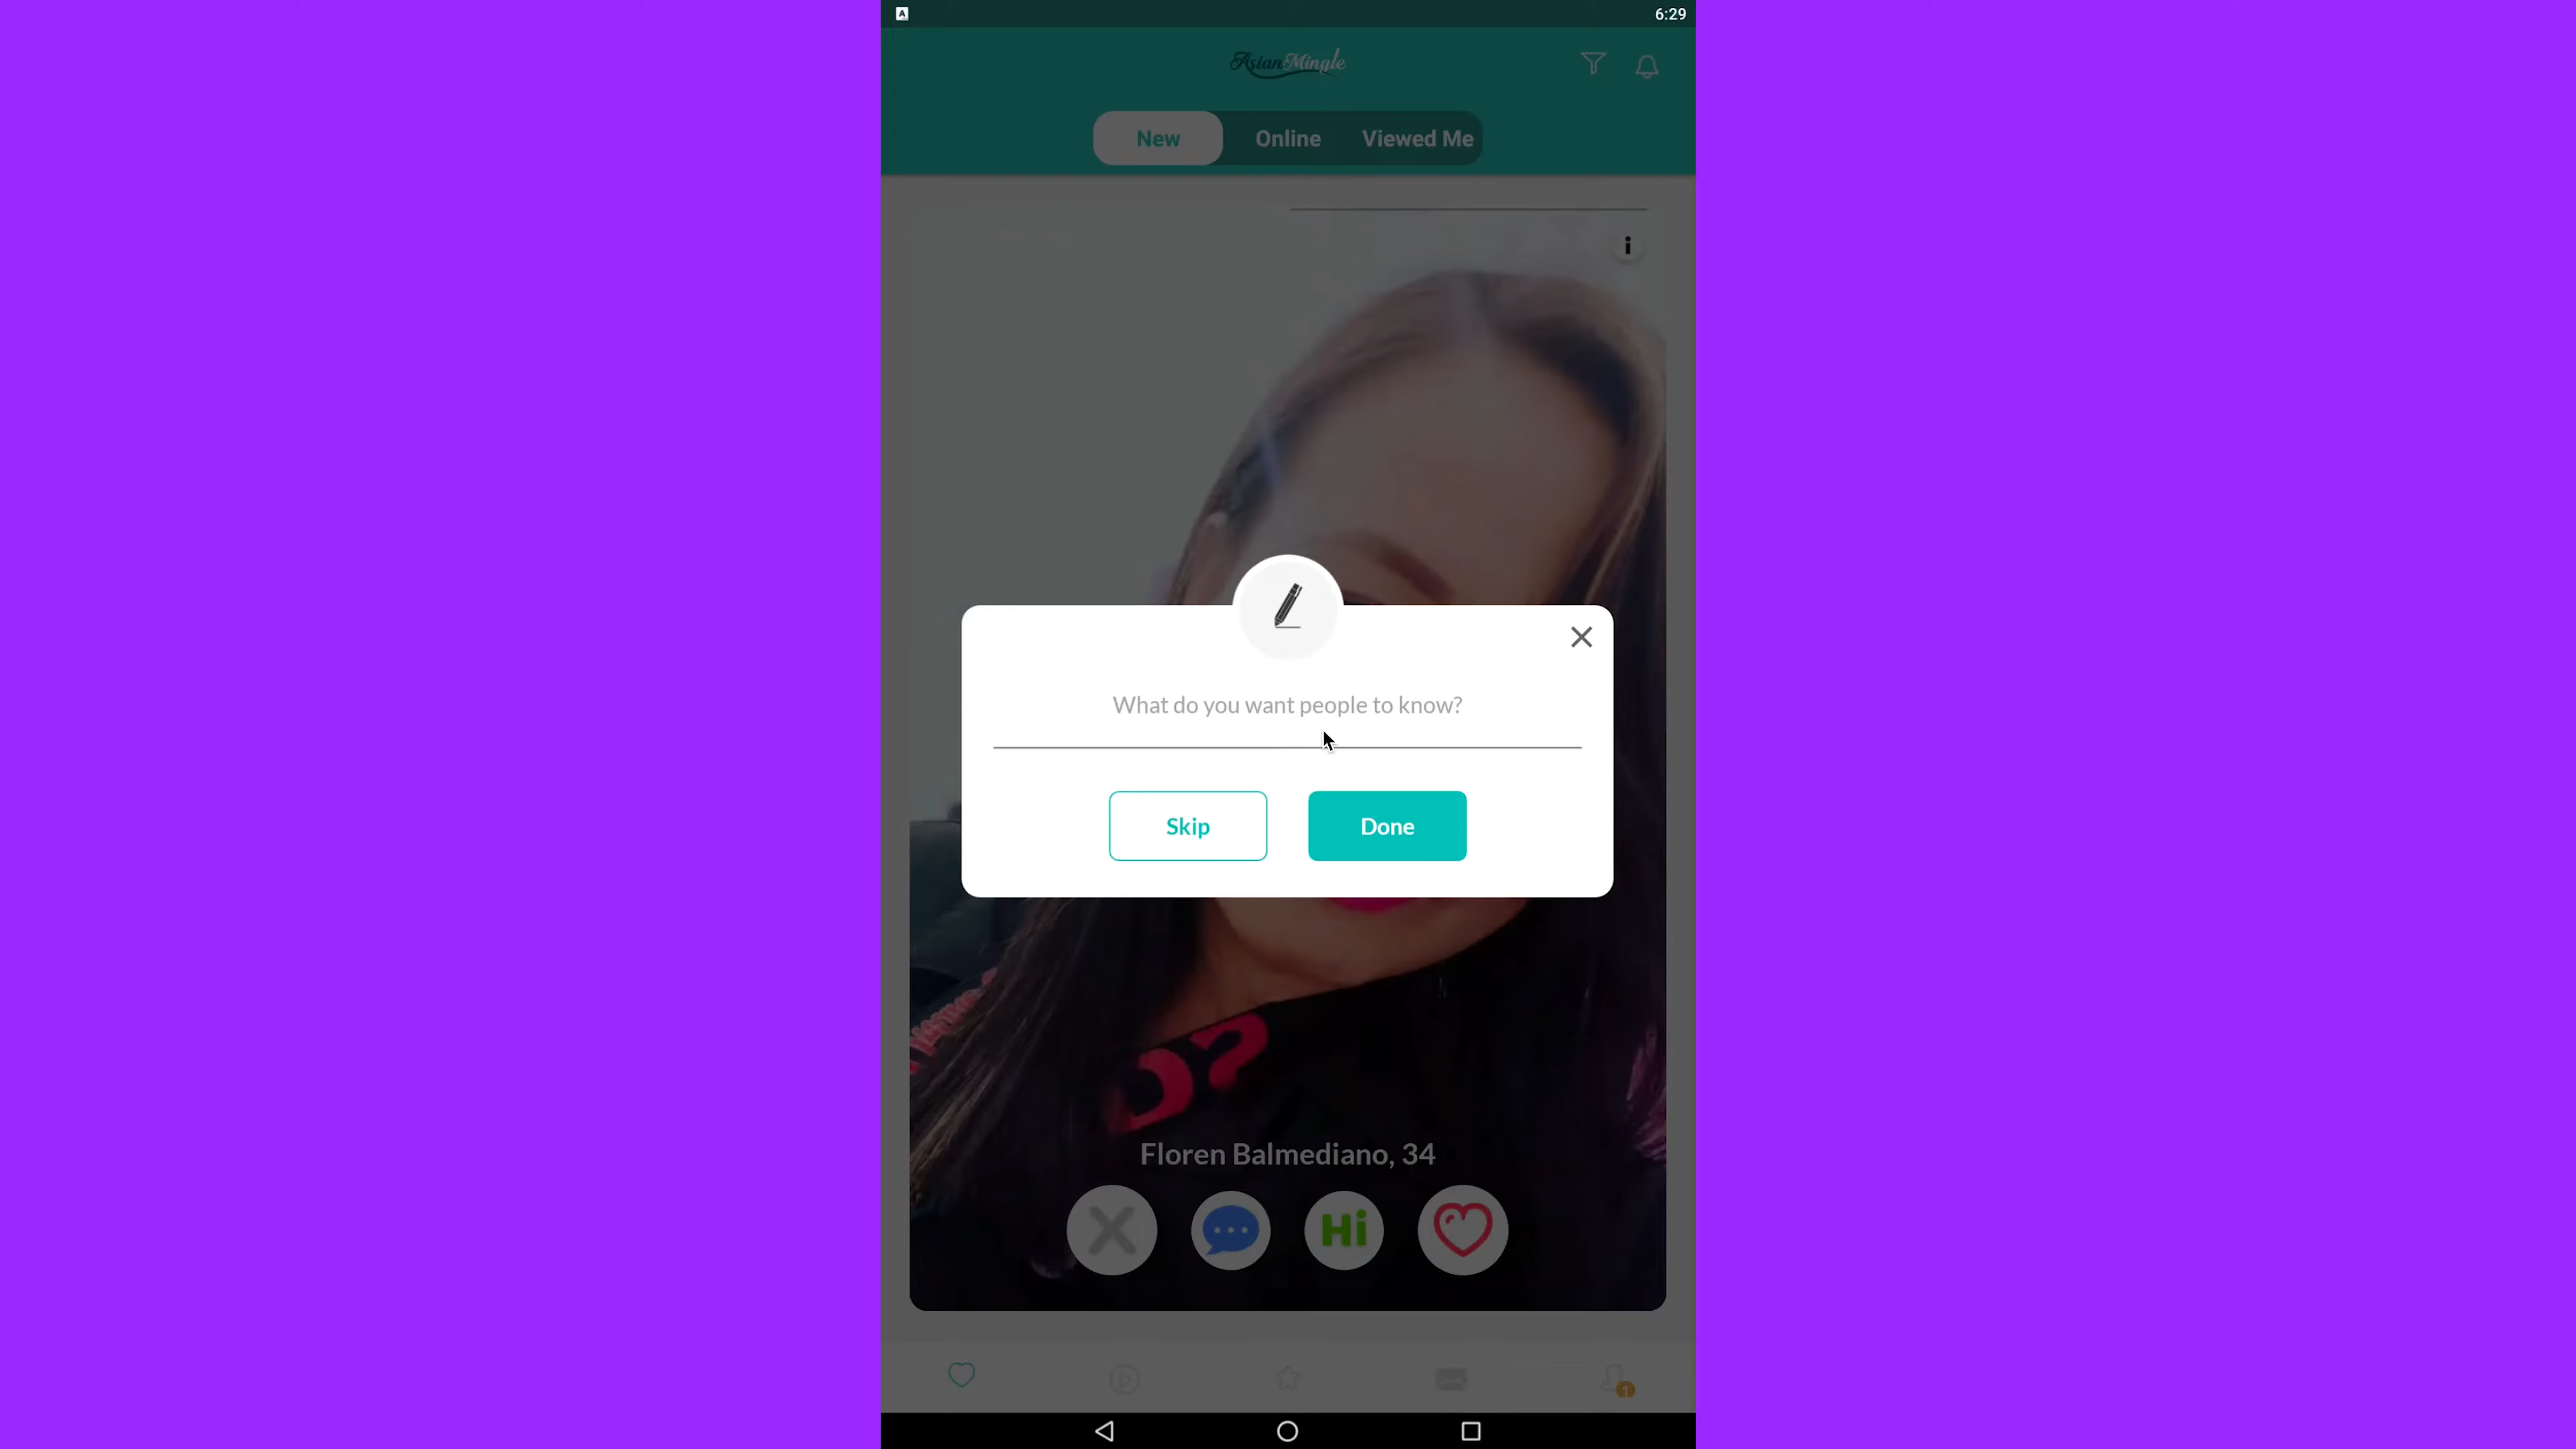 A
6:29
AsianMingle
New
Online
Viewed Me
i
What do you want people to know?
Skip
Done
D?
Floren Balmediano, 34
Hi
1